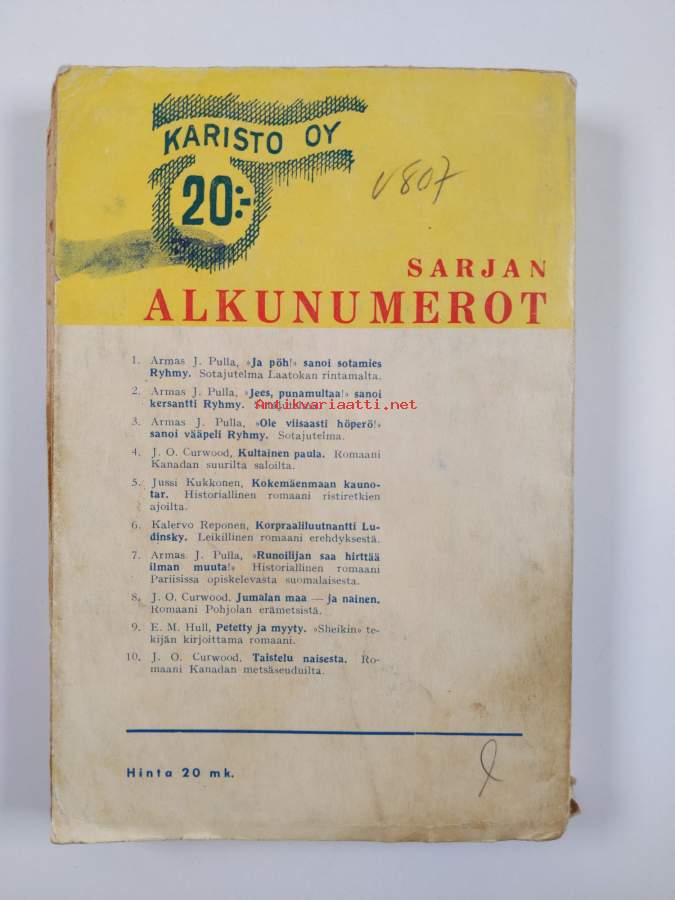 KARISTO OY
20:-
v807
SARJAN
ALKUNUMEROT
1. Armas J. Pulla, »Ja pöh!» sanoi sotamies
Ryhmy. Sotajutelma Laatokan rintamalta.
2. Armas J. Pulla, »Jees, punamultaa!» sanoi
kersantti Ryhmy.
Antikvariaatti.net
3. Armas J. Pulla, »Ole viisaasti höperö!»
sanoi vääpeli Ryhmy. Sotajutelma.
4. J. O. Curwood, Kultainen paula. Romaani
Kanadan suurilta saloilta.
5. Jussi Kukkonen, Kokemäenmaan kauno-
tar. Historiallinen romaani ristiretkien
ajoilta.
6. Kalervo Reponen, Korpraaliluutnantti Lu-
dinsky. Leikillinen romaani erehdyksestä.
7. Armas J. Pulla, »Runoilijan saa hirttää
ilman muuta!» Historiallinen romaani
Pariisissa opiskelevasta suomalaisesta.
8. J. O. Curwood, Jumalan maa — ja nainen.
Romaani Pohjolan erämetsistä.
9. E. M. Hull, Petetty ja myyty. »Sheikin» te-
kijän kirjoittama romaani.
10. J. O. Curwood, Taistelu naisesta. Ro-
maani Kanadan metsäseuduilta.
Hinta 20 mk.